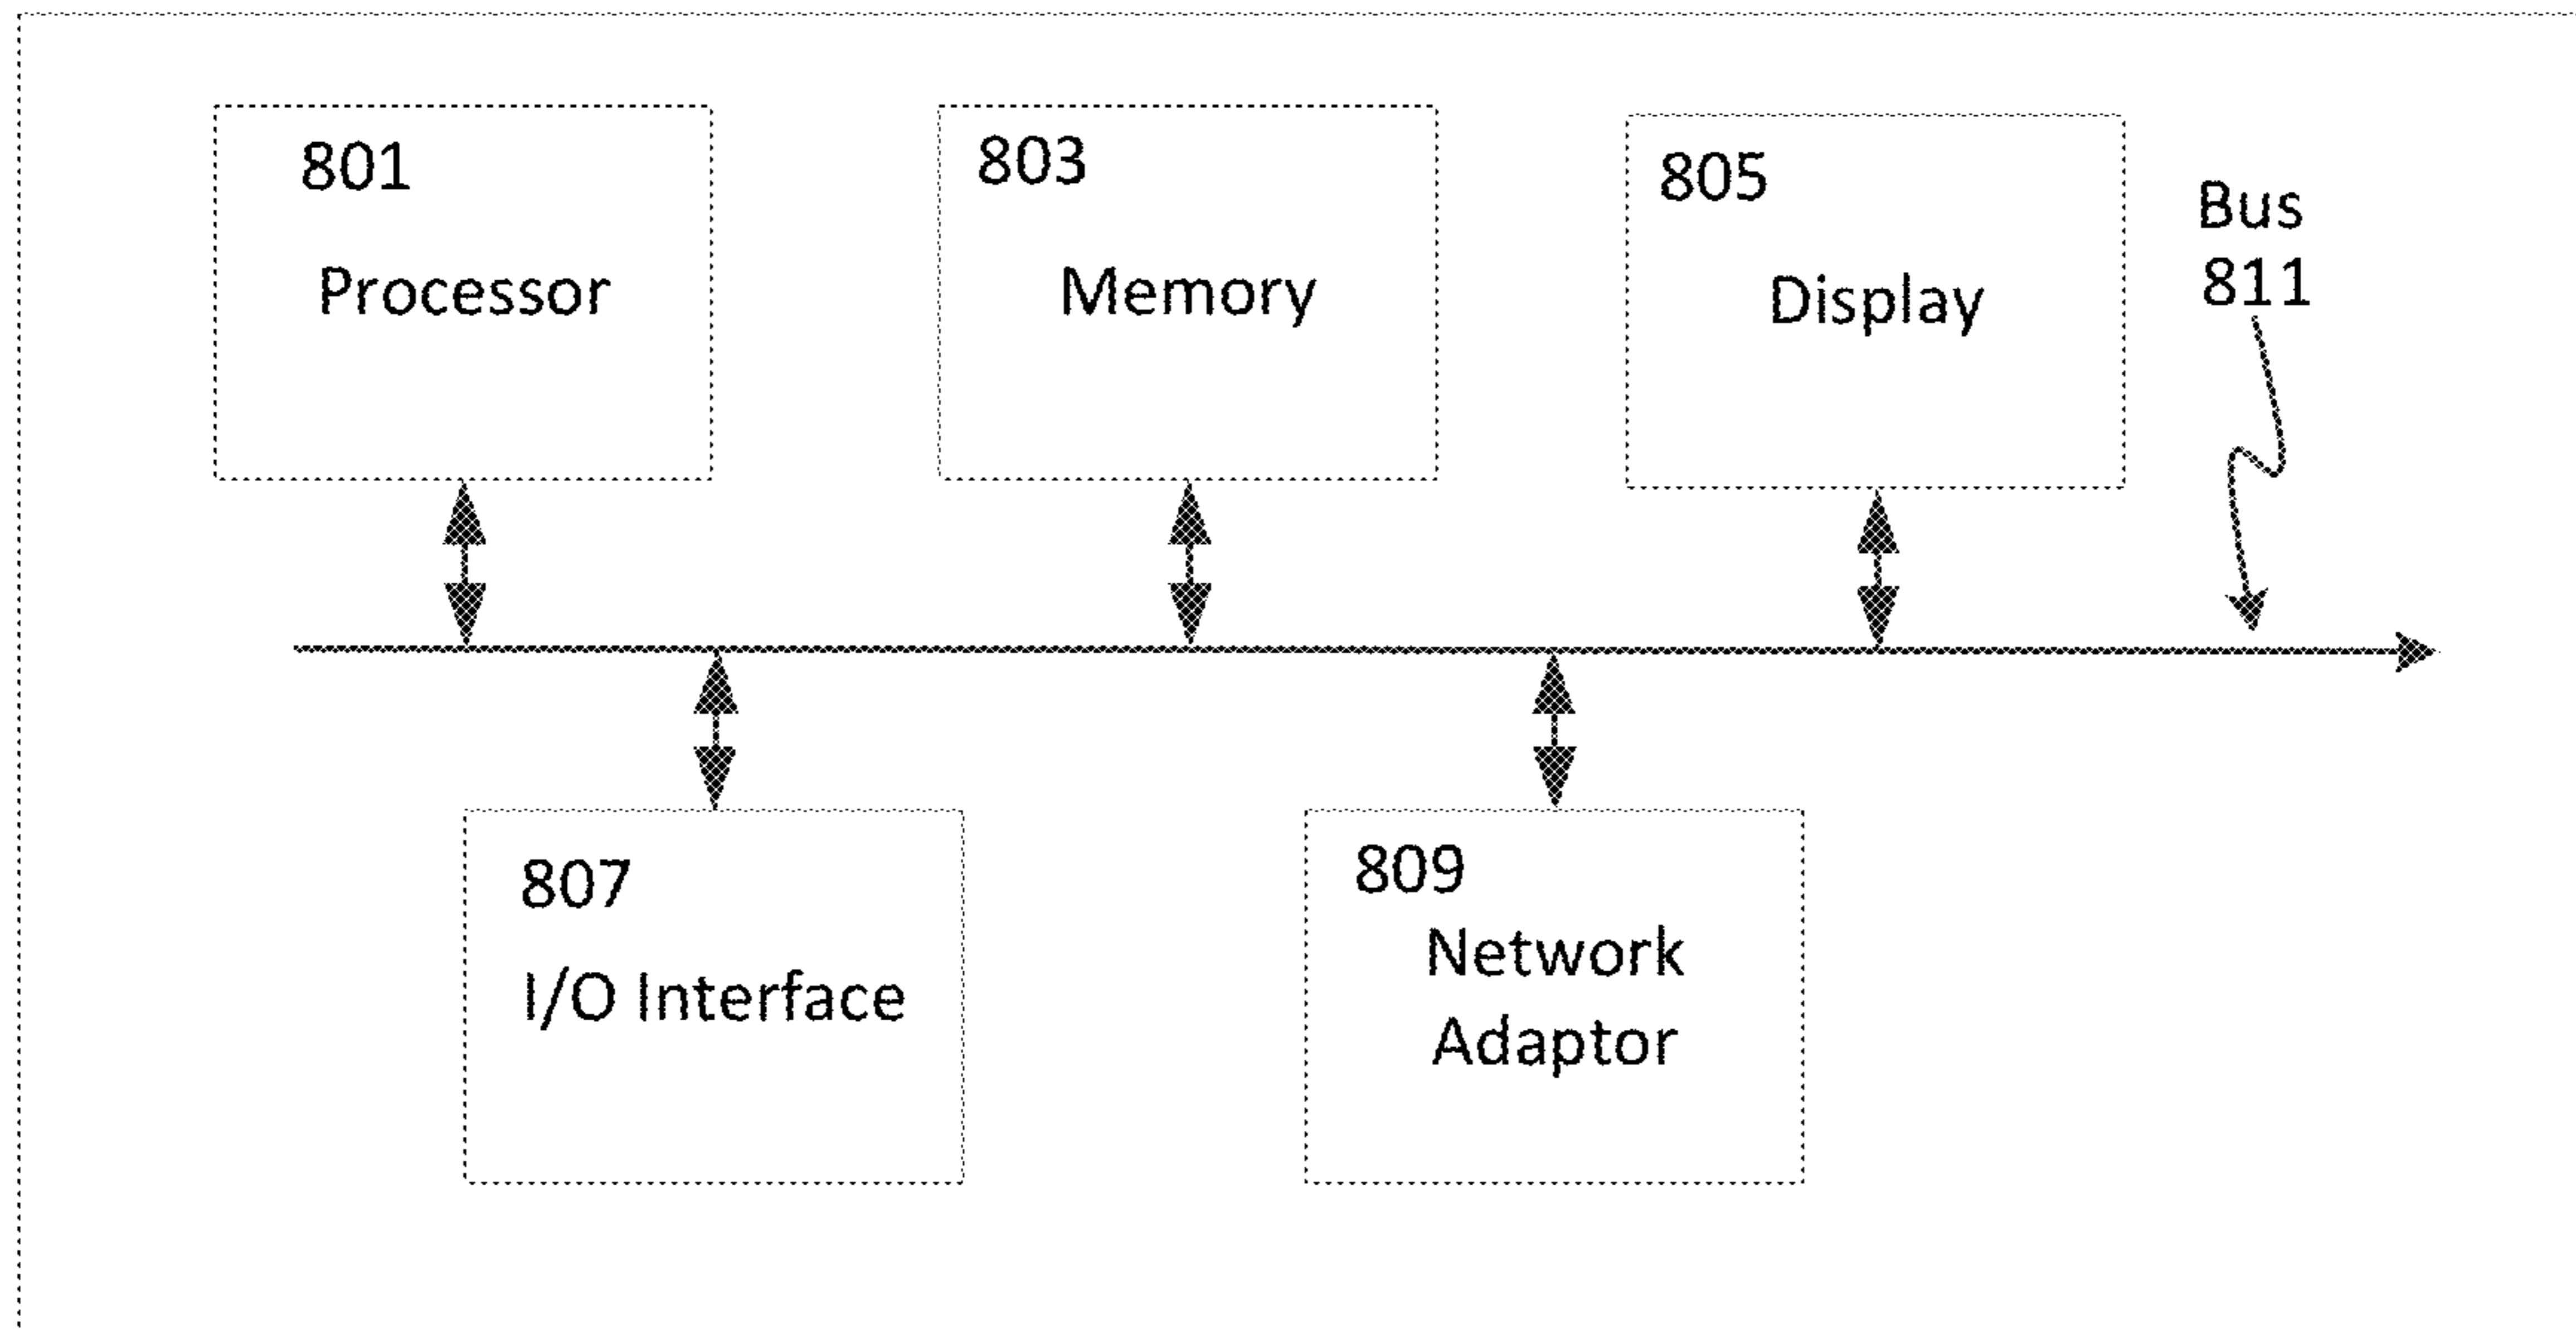 801
Processor
803
Memory
805
Display
Bus
811
807
I/O Interface
809
Network
Adaptor